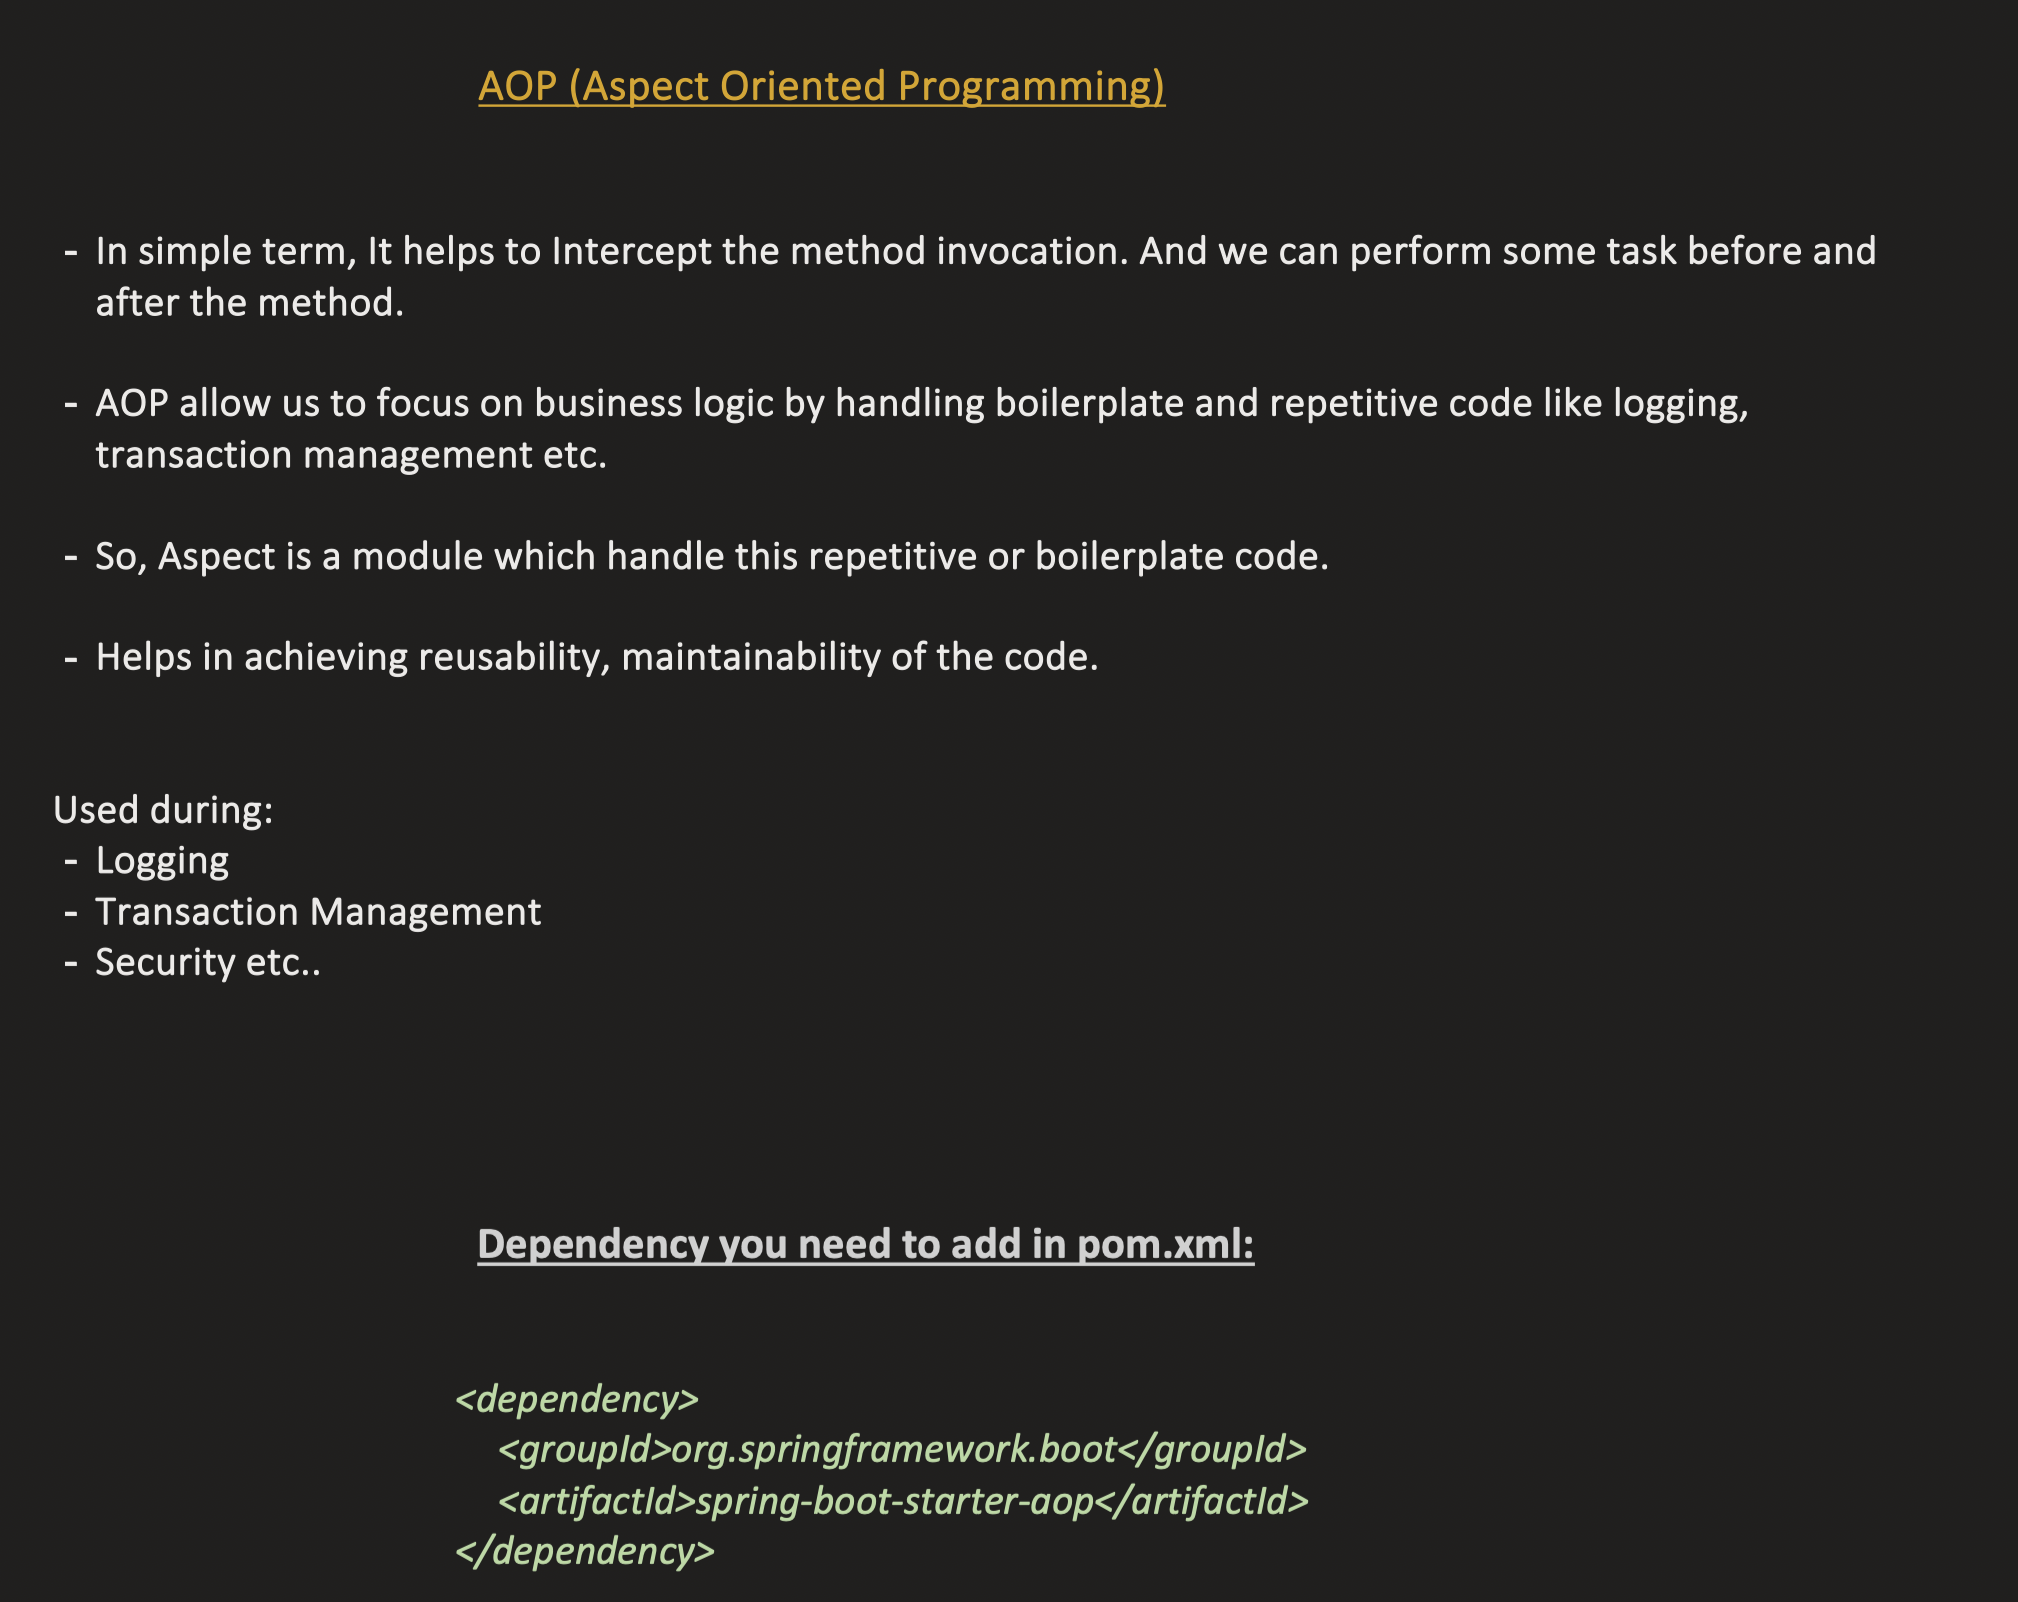 AOP (Aspect Oriented Programming)
- In simple term, It helps to Intercept the method invocation. And we can perform some task before and
after the method.
- AOP allow us to focus on business logic by handling boilerplate and repetitive code like logging,
transaction management etc.
- So, Aspect is a module which handle this repetitive or boilerplate code.
- Helps in achieving reusability, maintainability of the code.
Used during:
- Logging
- Transaction Management
- Security etc..
Dependency you need to add in pom.xml:
<dependency>
<groupId>org.springframework.boot</groupId>
<artifactId>spring-boot-starter-aop</artifactId>
</dependency>